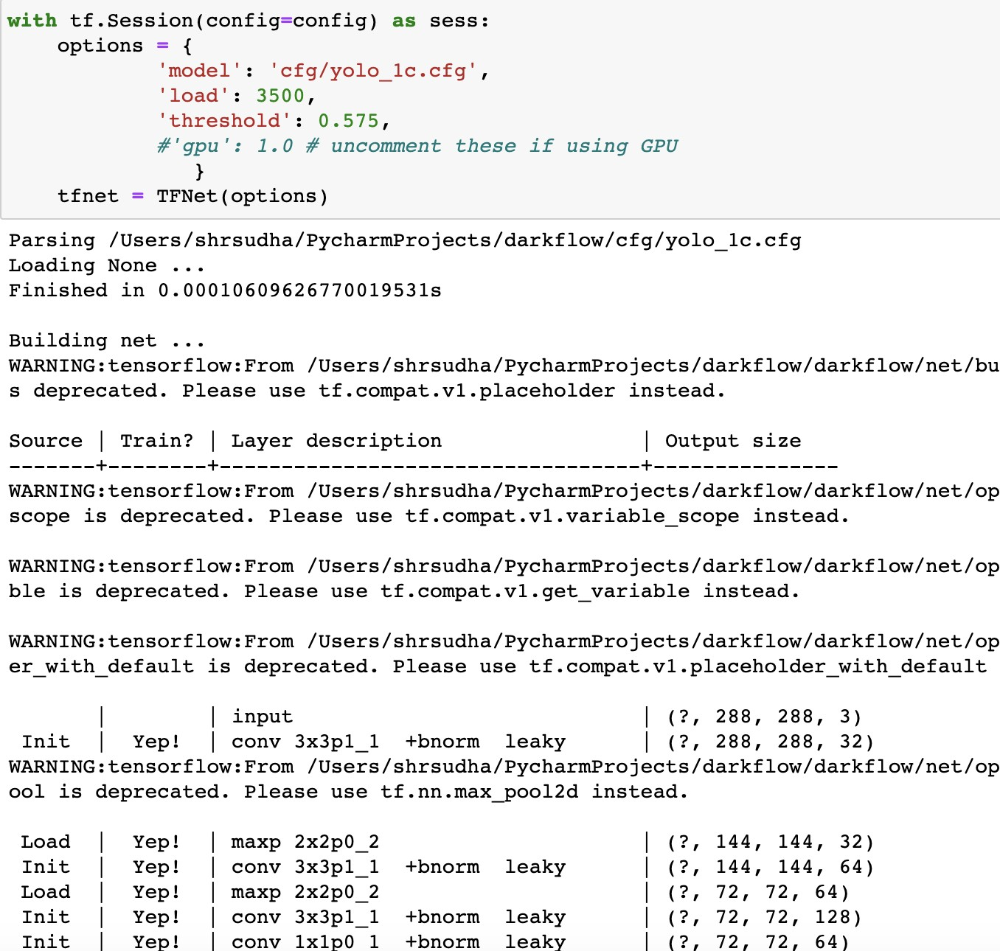 with tf.Session(config=config) as sess:
    options = {
            'model': 'cfg/yolo_1c.cfg',
            'load': 3500,
            'threshold': 0.575,
            #'gpu': 1.0 # uncomment these if using GPU
               }
    tfnet = TFNet(options)
Parsing /Users/shrsudha/PycharmProjects/darkflow/cfg/yolo_1c.cfg
Loading None ...
Finished in 0.00010609626770019531s
Building net ...
WARNING:tensorflow:From /Users/shrsudha/PycharmProjects/darkflow/darkflow/net/bu
s deprecated. Please use tf.compat.v1.placeholder instead.
Source | Train? | Layer description                | Output size
-------+--------+----------------------------------+---------------
WARNING:tensorflow:From /Users/shrsudha/PycharmProjects/darkflow/darkflow/net/op
scope is deprecated. Please use tf.compat.v1.variable_scope instead.
WARNING:tensorflow:From /Users/shrsudha/PycharmProjects/darkflow/darkflow/net/op
ble is deprecated. Please use tf.compat.v1.get_variable instead.
WARNING:tensorflow:From /Users/shrsudha/PycharmProjects/darkflow/darkflow/net/op
er_with_default is deprecated. Please use tf.compat.v1.placeholder_with_default
       |        | input                            | (?, 288, 288, 3)
 Init  |  Yep!  | conv 3x3p1_1  +bnorm  leaky      | (?, 288, 288, 32)
WARNING:tensorflow:From /Users/shrsudha/PycharmProjects/darkflow/darkflow/net/op
ool is deprecated. Please use tf.nn.max_pool2d instead.
 Load  |  Yep!  | maxp 2x2p0_2                     | (?, 144, 144, 32)
 Init  |  Yep!  | conv 3x3p1_1  +bnorm  leaky      | (?, 144, 144, 64)
 Load  |  Yep!  | maxp 2x2p0_2                     | (?, 72, 72, 64)
 Init  |  Yep!  | conv 3x3p1_1  +bnorm  leaky      | (?, 72, 72, 128)
 Init  |  Yep!  | conv 1x1p0_1  +bnorm  leaky      | (?, 72, 72, 64)